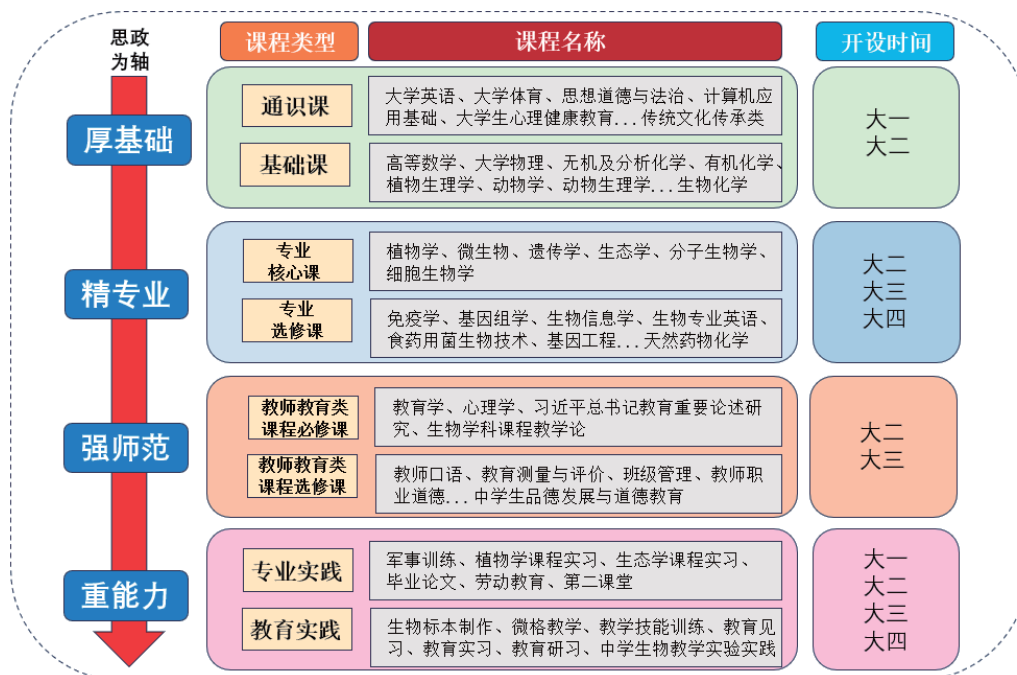 思政
为轴
课程类型
课程名称
开设时间
厚基础
通识课
大学英语、大学体育、思想道德与法治、计算机应
用基础、大学生心理健康教育...传统文化传承类
基础课
高等数学、大学物理、无机及分析化学、有机化学、
植物生理学、动物学、动物生理学...生物化学
大一
大二
精专业
专业
核心课
植物学、微生物、遗传学、生态学、分子生物学、
细胞生物学
专业
选修课
免疫学、基因组学、生物信息学、生物专业英语、
食药用菌生物技术、基因工程...天然药物化学
大二
大三
大四
强师范
教师教育类
课程必修课
教育学、心理学、习近平总书记教育重要论述研
究、生物学科课程教学论
教师教育类
课程选修课
教师口语、教育测量与评价、班级管理、教师职
业道德...中学生品德发展与道德教育
大二
大三
重能力
专业实践
军事训练、植物学课程实习、生态学课程实习、
毕业论文、劳动教育、第二课堂
教育实践
生物标本制作、微格教学、教学技能训练、教育见
习、教育实习、教育研习、中学生物教学实验实践
大一
大二
大三
大四